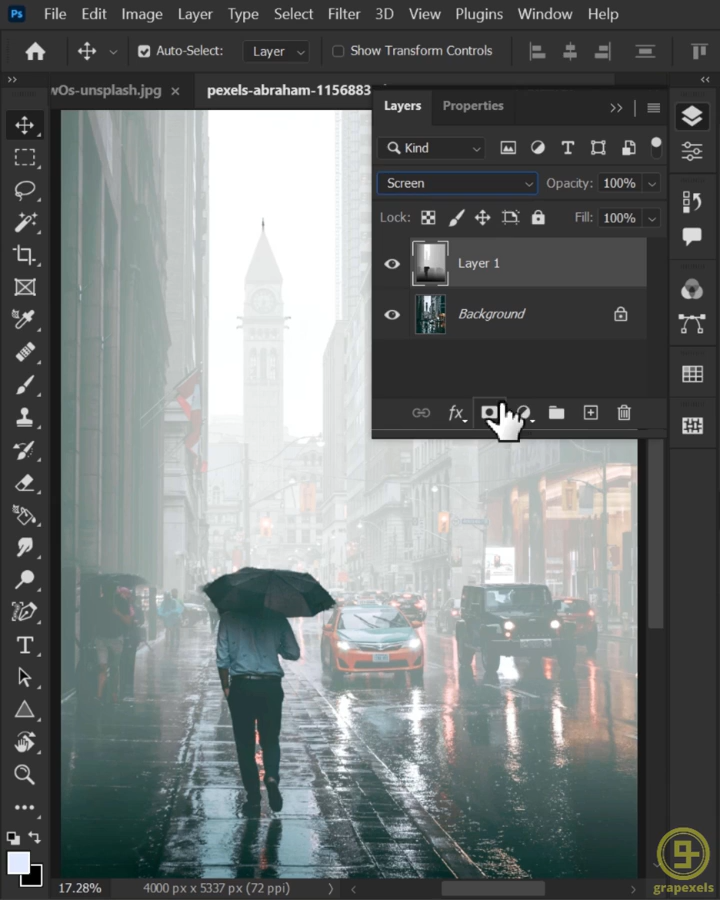 Ps File Edit Image Layer Type Select Filter 3D View Plugins Window Help
Auto-Select: Layer Show Transform Controls
wOs-unsplash.jpg × pexels-abraham-1156883
Layers Properties
Kind
Screen Opacity: 100%
Lock: Fill: 100%
Layer 1
Background
fx
17.28% 4000 px x 5337 px (72 ppi)
grapexels